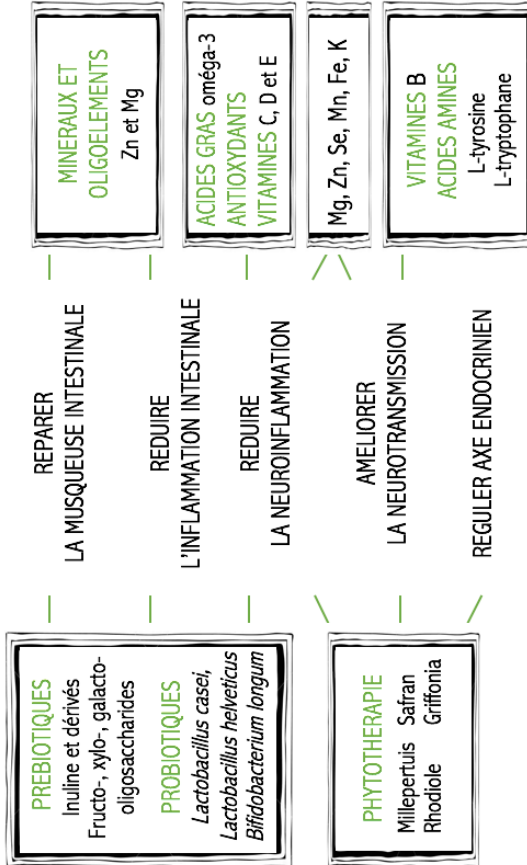 PREBIOTIQUES
Inuline et dérivés
Fructo-, xylo-, galacto-
oligosaccharides
PROBIOTIQUES
Lactobacillus casei,
Lactobacillus helveticus
Bifidobacterium longum
PHYTOTHERAPIE
Millepertuis Safran
Rhodiole Griffonia
REPARER
LA MUSQUEUSE INTESTINALE
REDUIRE
L'INFLAMMATION INTESTINALE
REDUIRE
LA NEUROINFLAMMATION
AMELIORER
LA NEUROTRANSMISSION
REGULER AXE ENDOCRINIEN
MINERAUX ET
OLIGOELEMENTS
Zn et Mg
ACIDES GRAS oméga-3
ANTIOXYDANTS
VITAMINES C, D et E
Mg, Zn, Se, Mn, Fe, K
VITAMINES B
ACIDES AMINES
L-tyrosine
L-tryptophane